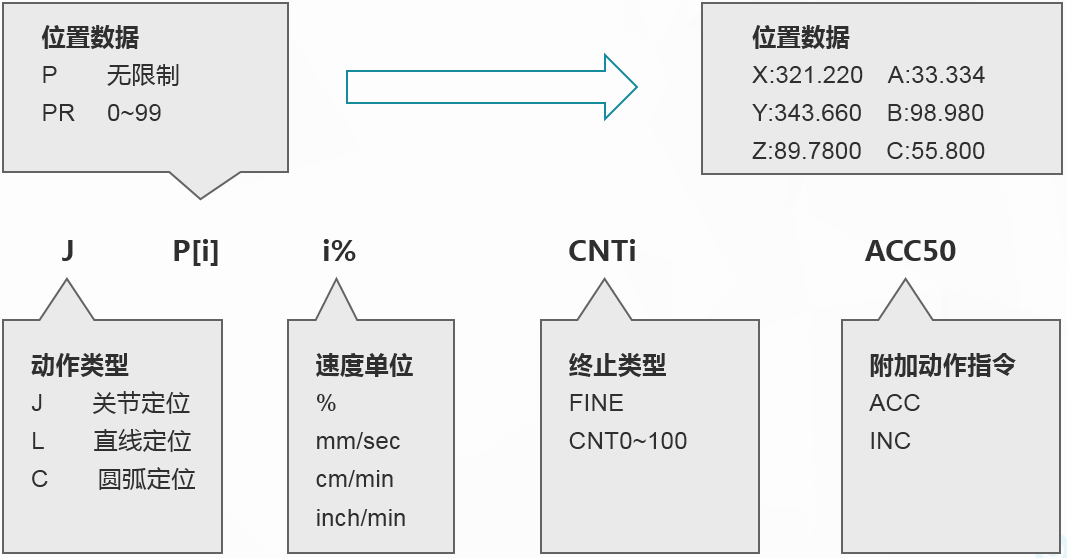 位置数据
P 无限制
PR 0~99
位置数据
X:321.220 A:33.334
Y:343.660 B:98.980
Z:89.7800 C:55.800
J P[i] i% CNTi ACC50
动作类型
J 关节定位
L 直线定位
C 圆弧定位
速度单位
%
mm/sec
cm/min
inch/min
终止类型
FINE
CNT0~100
附加动作指令
ACC
INC